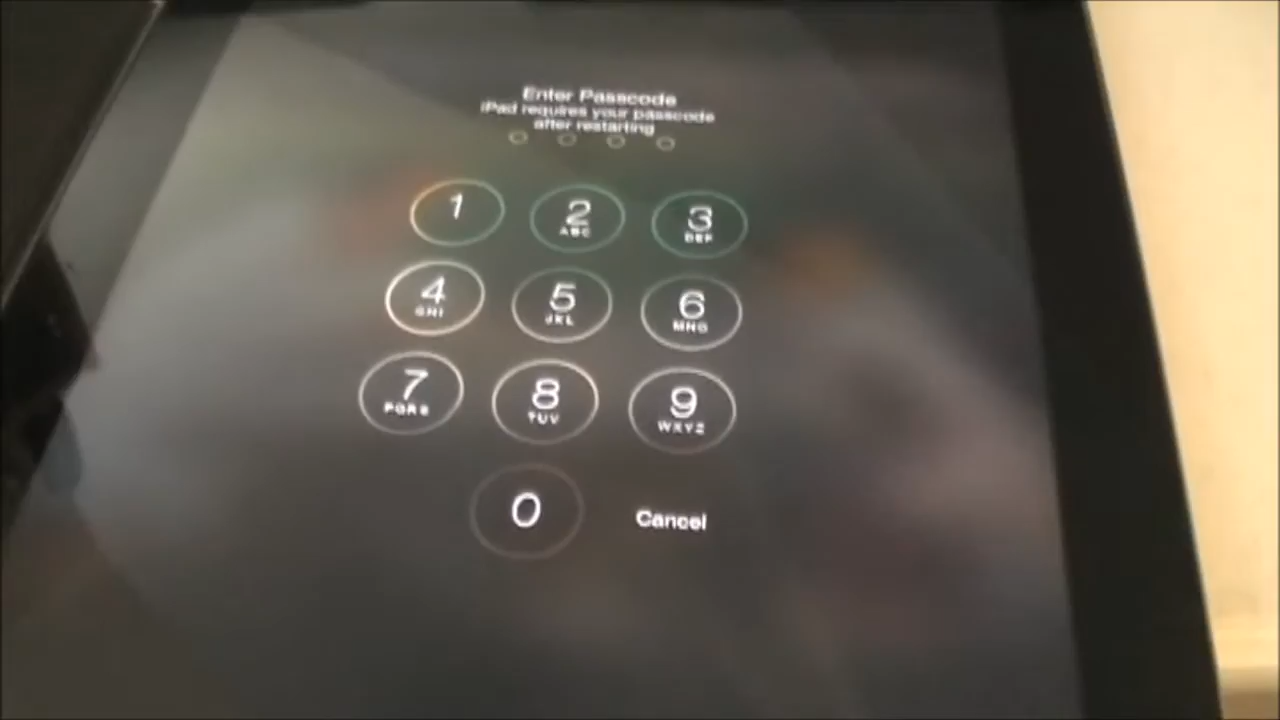 Enter Passcode
iPad requires your passcode
after restarting
1
2
ABC
3
DEF
4
GHI
5
JKL
6
MNO
7
PQRS
8
TUV
9
WXYZ
0
Cancel